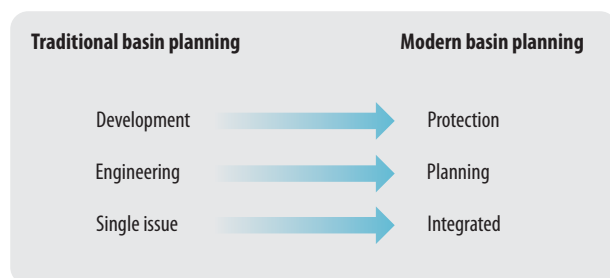 Traditional basin planning Modern basin planning
Development Protection
Engineering Planning
Single issue Integrated